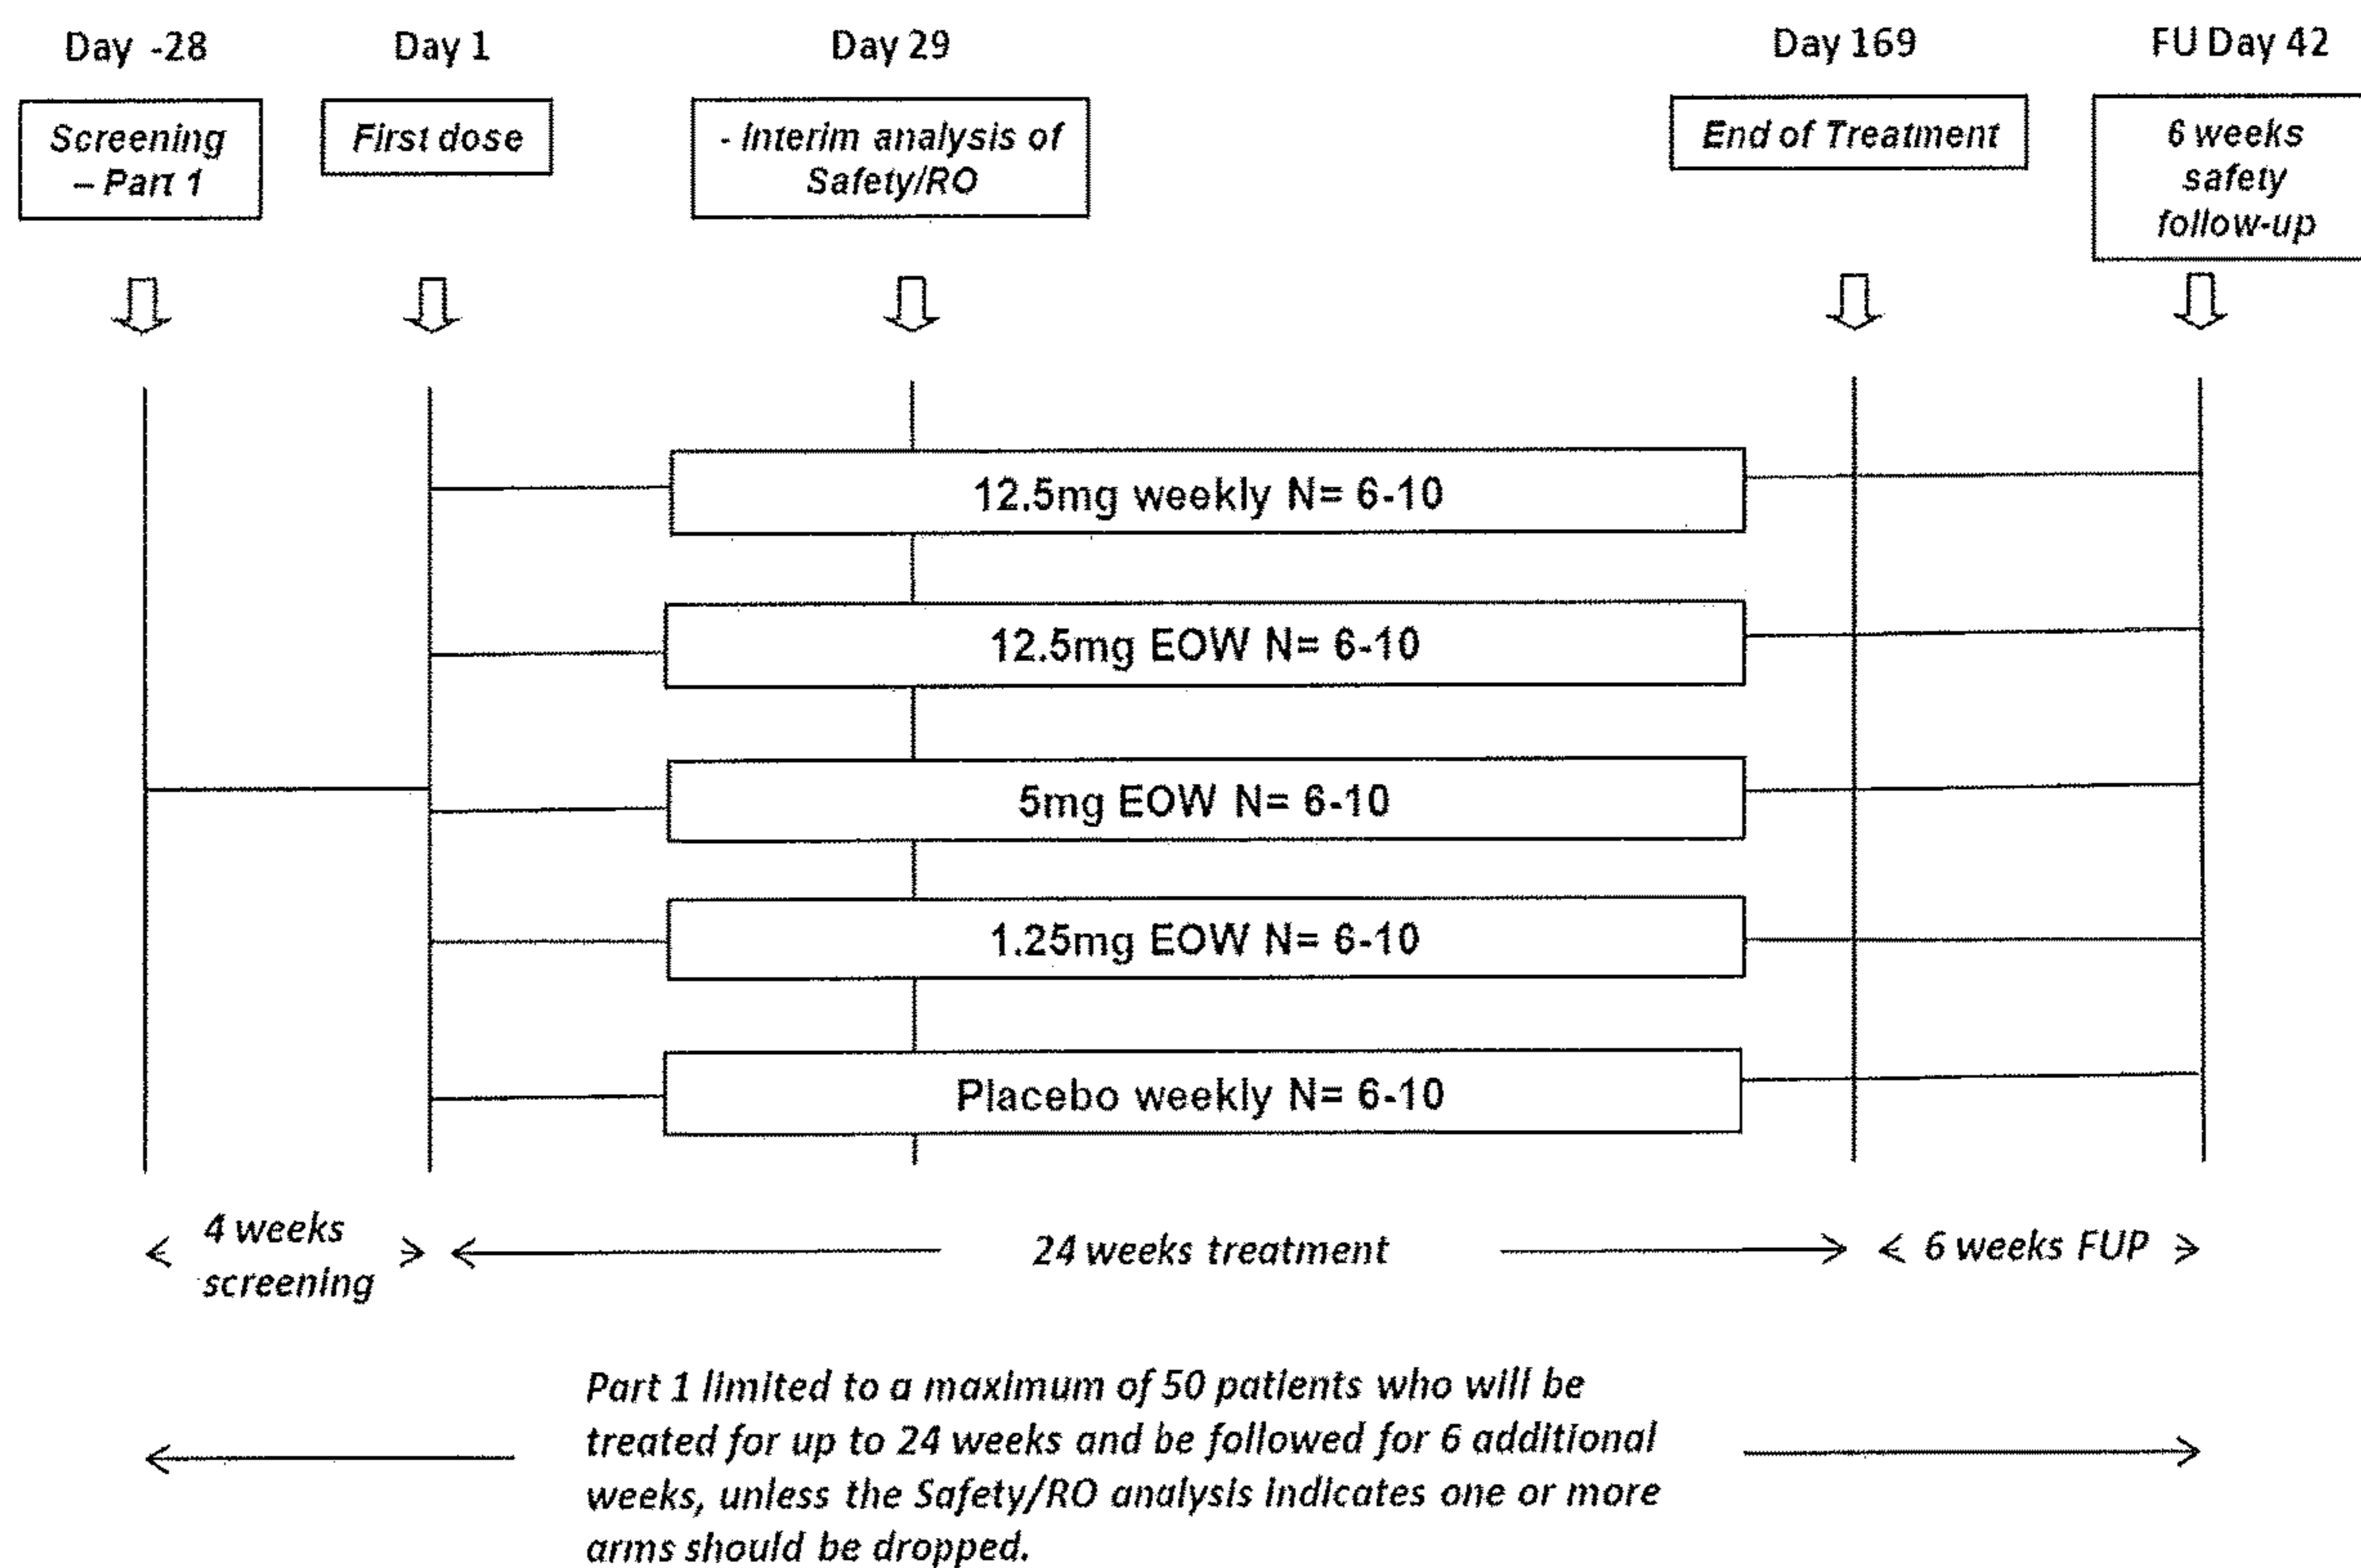 Day -28
Day 1
Day 29
Day 169
FU Day 42
Screening
– Part 1
First dose
- Interim analysis of
Safety/RO
End of Treatment
6 weeks
safety
follow-up
12.5mg weekly N= 6-10
12.5mg EOW N= 6-10
5mg EOW N= 6-10
1.25mg EOW N= 6-10
Placebo weekly N= 6-10
4 weeks
screening
24 weeks treatment
6 weeks FUP
Part 1 limited to a maximum of 50 patients who will be
treated for up to 24 weeks and be followed for 6 additional
weeks, unless the Safety/RO analysis indicates one or more
arms should be dropped.